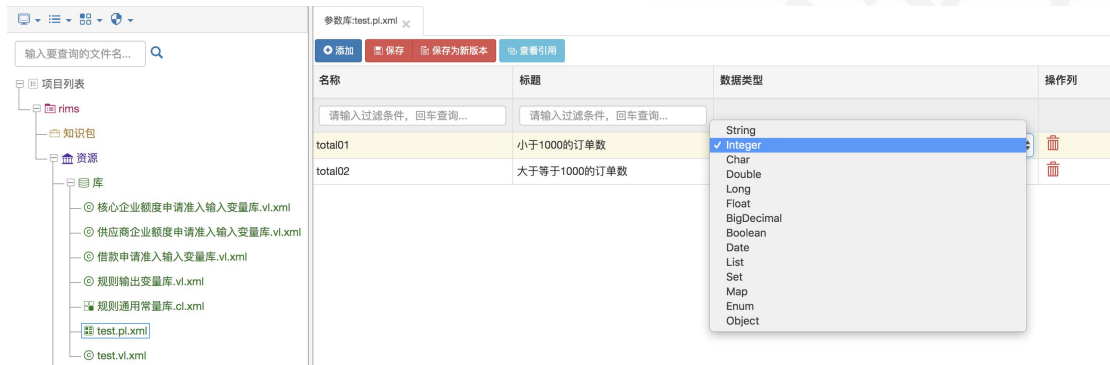 输入要查询的文件名...
项目列表
rims
知识包
资源
库
核心企业额度申请准入输入变量库.vl.xml
供应商企业额度申请准入输入变量库.vl.xml
借款申请准入输入变量库.vl.xml
规则输出变量库.vl.xml
规则通用常量库.cl.xml
test.pl.xml
test.vl.xml
参数库:test.pl.xml
添加 保存 保存为新版本 查看引用
名称 标题 数据类型 操作列
请输入过滤条件，回车查询... 请输入过滤条件，回车查询...
total01 小于1000的订单数
total02 大于等于1000的订单数
String
Integer
Char
Double
Long
Float
BigDecimal
Boolean
Date
List
Set
Map
Enum
Object